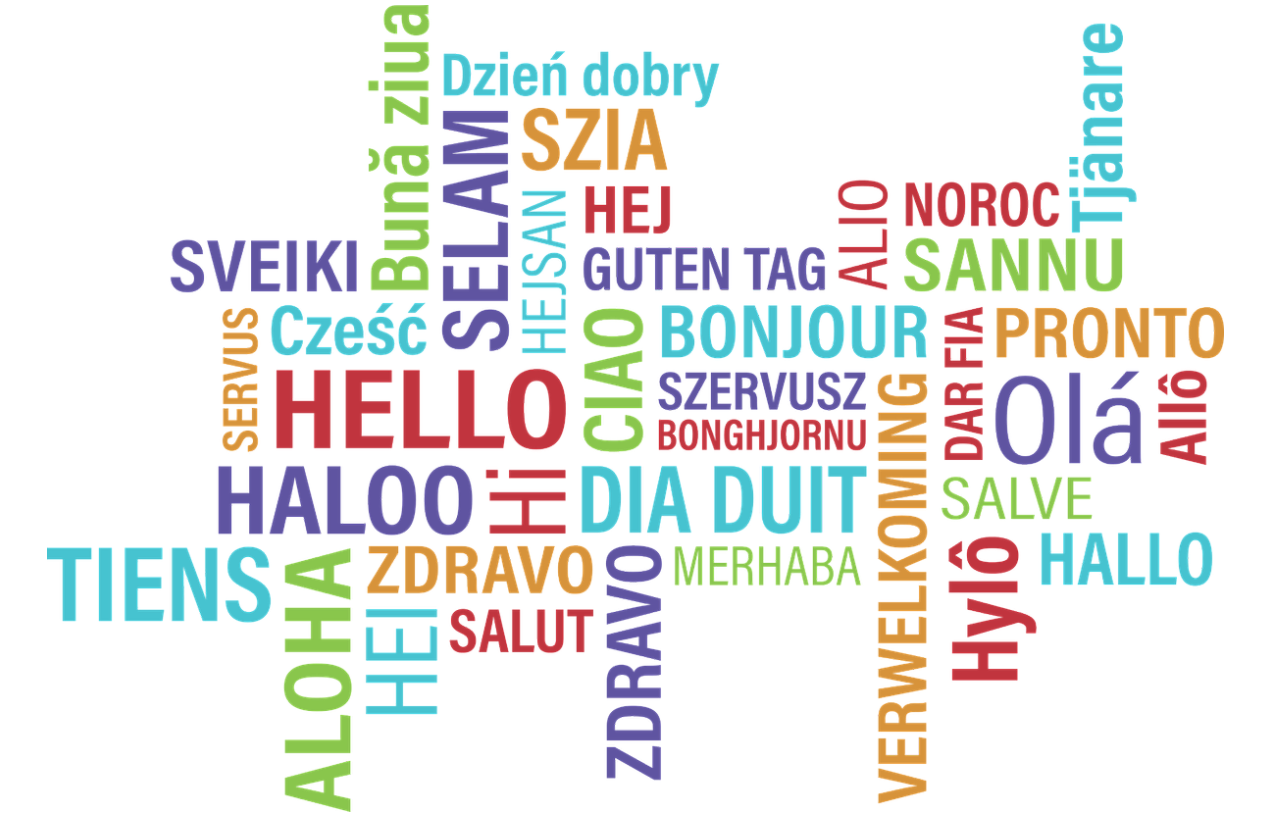 Bună ziua
Dzień dobry
Tjänare
SELAM
SZIA
HEJ
ALIO
NOROC
HEJSAN
SVEIKI
GUTEN TAG
SANNU
SERVUS
Cześć
CIAO
BONJOUR
DAR FIA
PRONTO
HELLO
SZERVUSZ
VERWELKOMING
Olá
Allô
BONGHJORNU
HALOO
Hi
DIA DUIT
SALVE
TIENS
ALOHA
ZDRAVO
ZDRAVO
MERHABA
Hylô
HALLO
HEI
SALUT